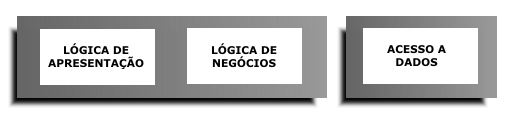 LÓGICA DE
APRESENTAÇÃO
LÓGICA DE
NEGÓCIOS
ACESSO A
DADOS